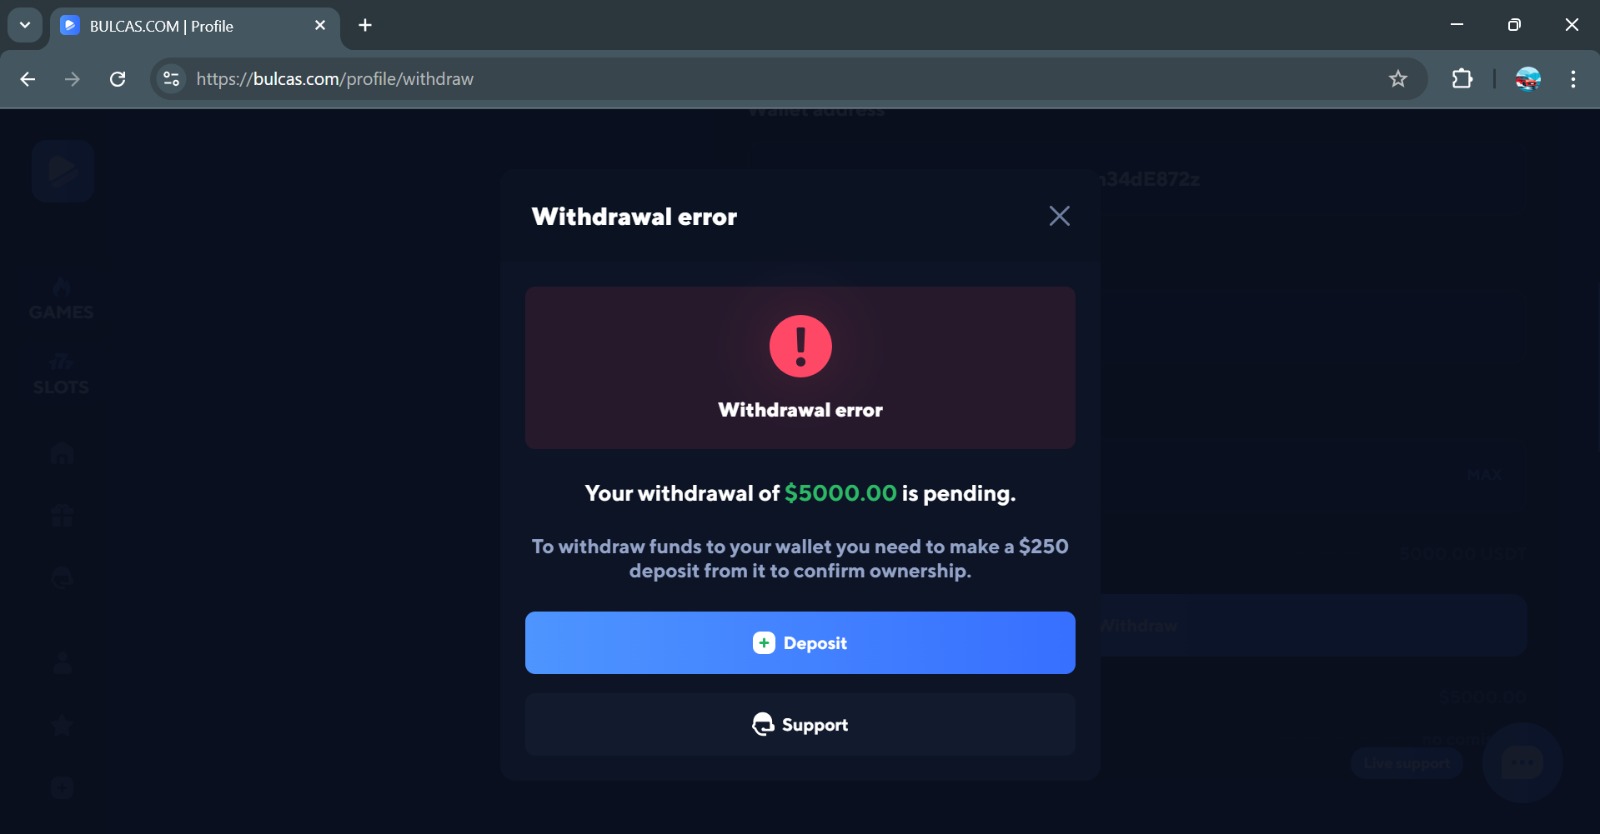 BULCAS.COM | Profile
https://bulcas.com/profile/withdraw
Wallet address
n34dE872z
Withdrawal error
GAMES
Withdrawal error
SLOTS
Your withdrawal of $5000.00 is pending.
MAX
To withdraw funds to your wallet you need to make a $250
deposit from it to confirm ownership.
5000.00 USDT
Withdraw
Deposit
$5000.00
Support
Live support